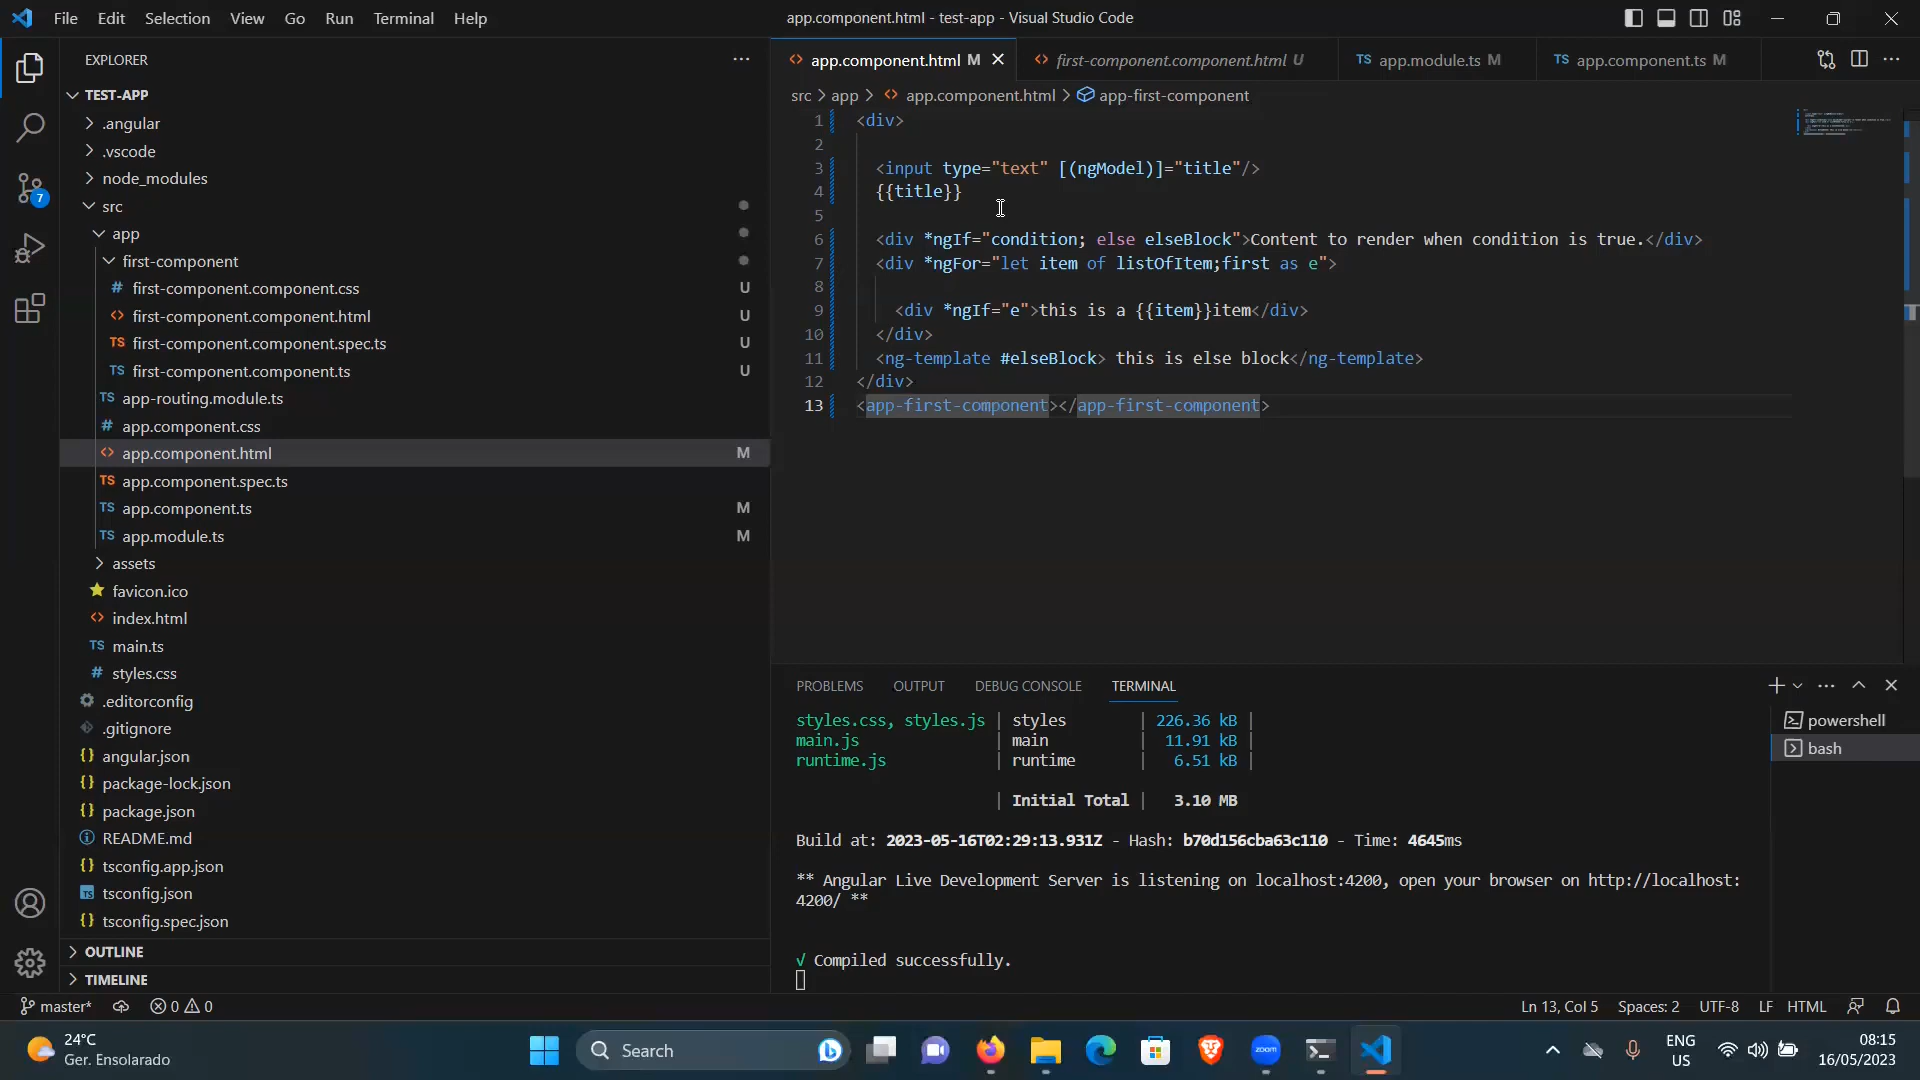 File Edit Selection View Go Run Terminal Help
app.component.html - test-app - Visual Studio Code
EXPLORER
TEST-APP
.angular
.vscode
node_modules
src
app
first-component
first-component.component.css U
first-component.component.html U
first-component.component.spec.ts U
first-component.component.ts U
app-routing.module.ts
app.component.css
app.component.html M
app.component.spec.ts
app.component.ts M
app.module.ts M
assets
favicon.ico
index.html
main.ts
styles.css
.editorconfig
.gitignore
angular.json
package-lock.json
package.json
README.md
tsconfig.app.json
tsconfig.json
tsconfig.spec.json
OUTLINE
TIMELINE
7
app.component.html M first-component.component.html U TS app.module.ts M TS app.component.ts M
src > app > app.component.html > app-first-component
1 <div>
2
3 <input type="text" [(ngModel)]="title"/>
4 {{title}}
5
6 <div *ngIf="condition; else elseBlock">Content to render when condition is true.</div>
7 <div *ngFor="let item of listOfItem;first as e">
8
9 <div *ngIf="e">this is a {{item}}item</div>
10 </div>
11 <ng-template #elseBlock> this is else block</ng-template>
12 </div>
13 <app-first-component></app-first-component>
PROBLEMS OUTPUT DEBUG CONSOLE TERMINAL
styles.css, styles.js | styles | 226.36 kB |
main.js | main | 11.91 kB |
runtime.js | runtime | 6.51 kB |
| Initial Total | 3.10 MB
Build at: 2023-05-16T02:29:13.931Z - Hash: b70d156cba63c110 - Time: 4645ms
** Angular Live Development Server is listening on localhost:4200, open your browser on http://localhost:
4200/ **
√ Compiled successfully.
powershell
bash
master* 0 0 Ln 13, Col 5 Spaces: 2 UTF-8 LF HTML
24°C
Ger. Ensolarado
Search
zoom
ENG
US
08:15
16/05/2023